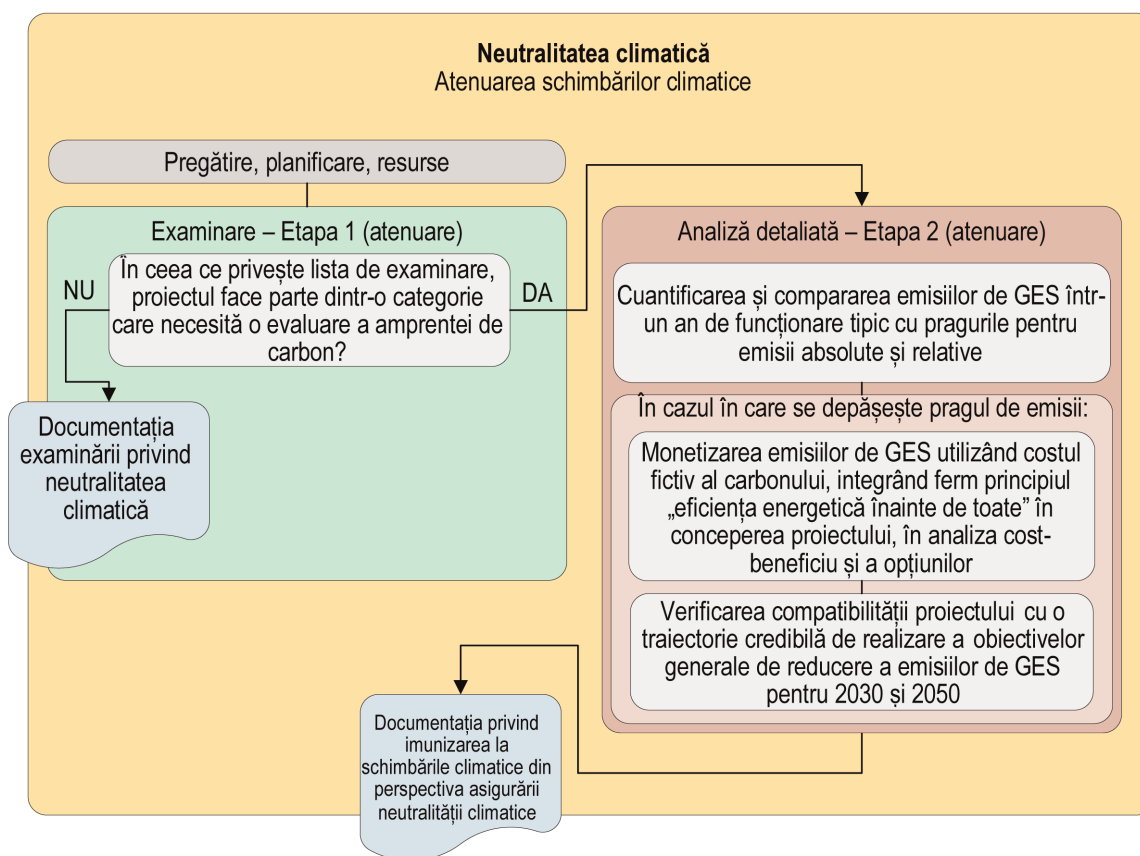 Neutralitatea climatică
Atenuarea schimbărilor climatice
Pregătire, planificare, resurse
Examinare – Etapa 1 (atenuare)
În ceea ce privește lista de examinare,
proiectul face parte dintr-o categorie
care necesită o evaluare a amprentei de
carbon?
NU
DA
Documentația
examinării privind
neutralitatea
climatică
Analiză detaliată – Etapa 2 (atenuare)
Cuantificarea și compararea emisiilor de GES într-
un an de funcționare tipic cu pragurile pentru
emisii absolute și relative
În cazul în care se depășește pragul de emisii:
Monetizarea emisiilor de GES utilizând costul
fictiv al carbonului, integrând ferm principiul
„eficiența energetică înainte de toate” în
conceperea proiectului, în analiza cost-
beneficiu și a opțiunilor
Verificarea compatibilității proiectului cu o
traiectorie credibilă de realizare a obiectivelor
generale de reducere a emisiilor de GES
pentru 2030 și 2050
Documentația privind
imunizarea la
schimbările climatice din
perspectiva asigurării
neutralității climatice